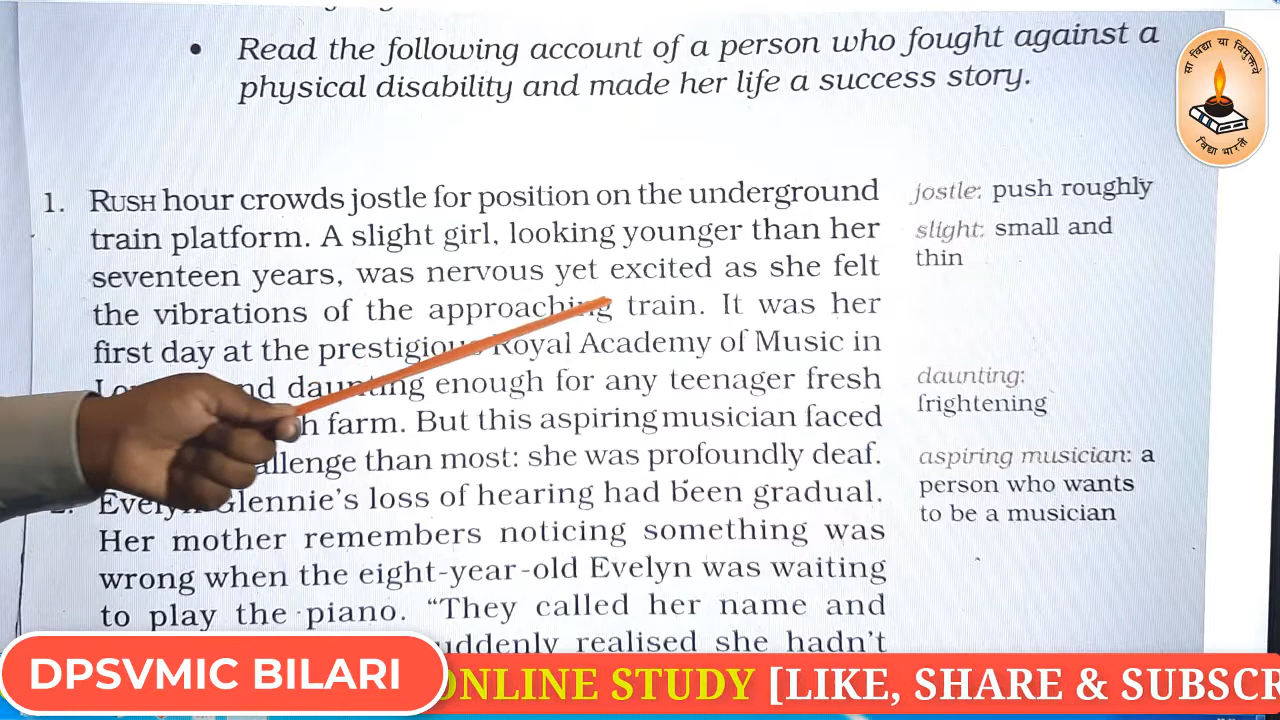 • Read the following account of a person who fought against a
physical disability and made her life a success story.
सा विद्या या विमुक्तये
विद्या भारती
1. RUSH hour crowds jostle for position on the underground
train platform. A slight girl, looking younger than her
seventeen years, was nervous yet excited as she felt
the vibrations of the approaching train. It was her
first day at the prestigious Royal Academy of Music in
daunting enough for any teenager fresh
farm. But this aspiring musician faced
than most: she was profoundly deaf.
Evelyn Glennie's loss of hearing had been gradual.
Her mother remembers noticing something was
wrong when the eight-year-old Evelyn was waiting
to play the piano. “They called her name and
realised she hadn't
jostle: push roughly
slight: small and
thin
daunting:
frightening
aspiring musician: a
person who wants
to be a musician
DPSVMIC BILARI
ONLINE STUDY [LIKE, SHARE & SUBSCR